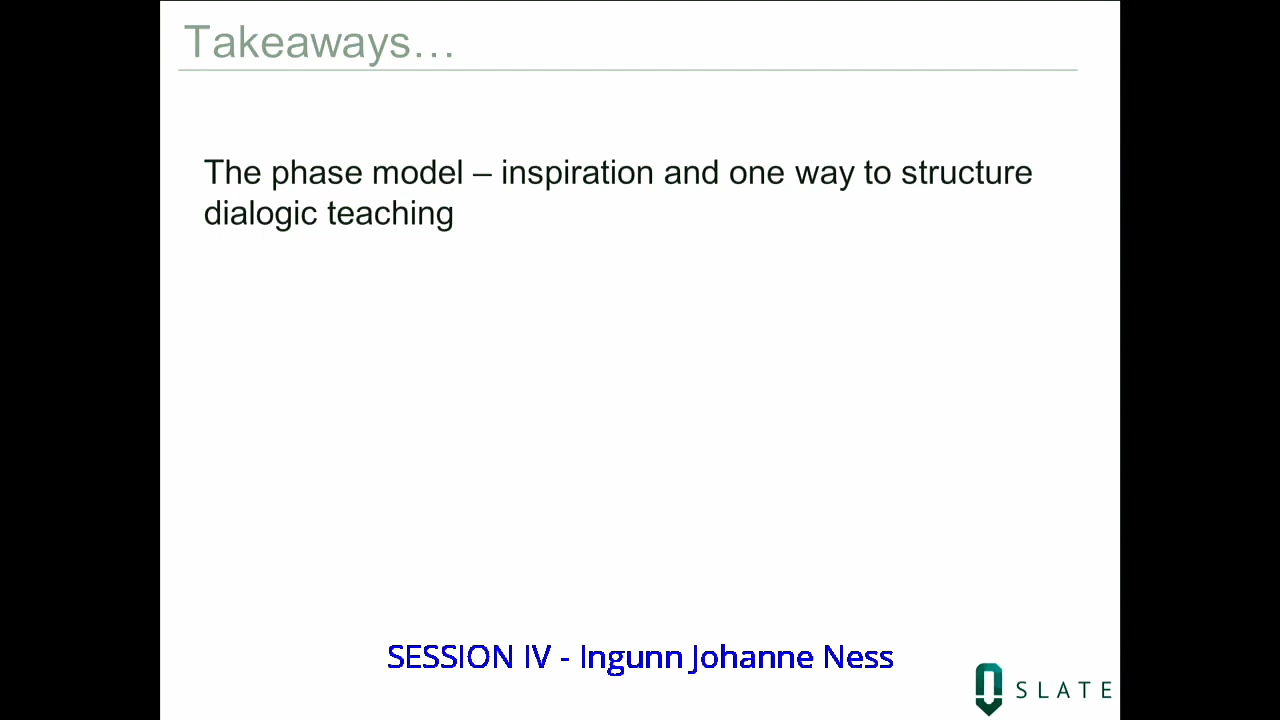 Takeaways…
The phase model – inspiration and one way to structure
dialogic teaching
SESSION IV - Ingunn Johanne Ness
SLATE